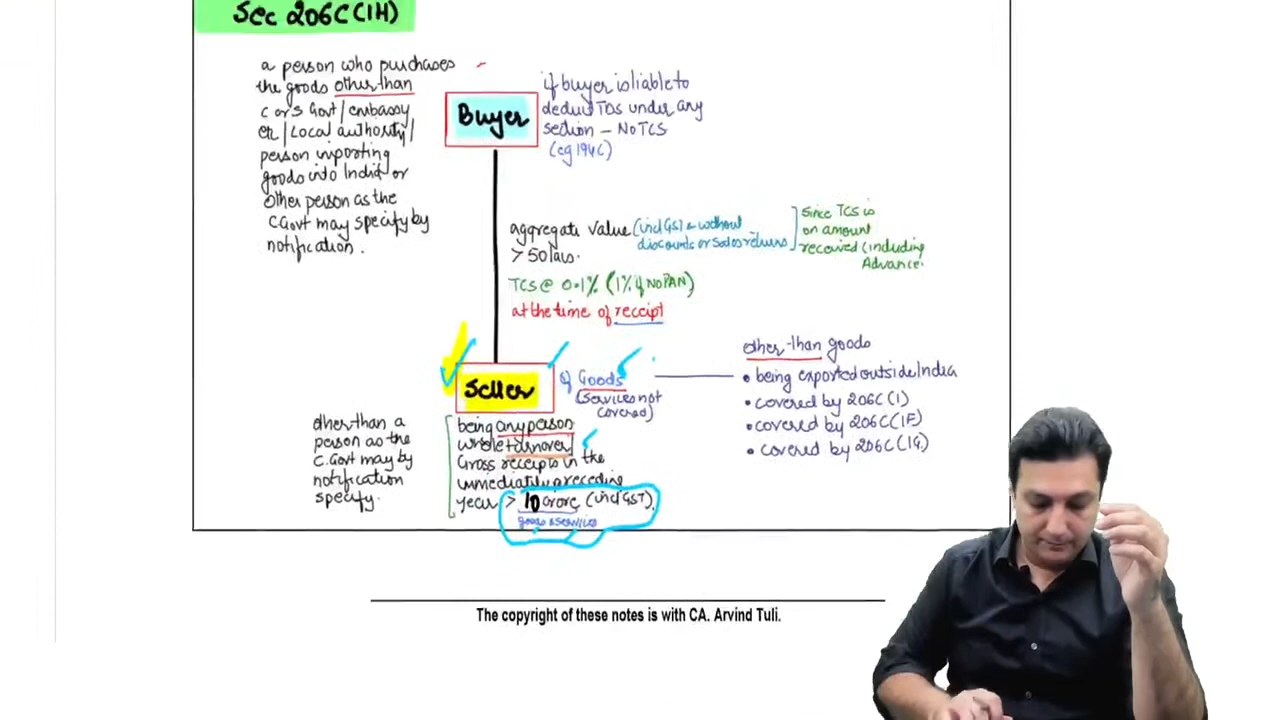 Sec 206C(1H)
a person who purchases
the goods other than
C or S Govt/embassy
etc/Local authority/
person importing
goods into India or
other person as the
C Govt may specify by
notification.
Buyer
if buyer is liable to
deduct TDS under any
section - No TCS
(eg 194C)
aggregate value (incl GST & without
discounts or sales returns
> 50 lacs.
Since TCS is
on amount
received (including
Advance.
TCS @ 0.1% (1% if No PAN)
at the time of receipt
Seller
of Goods
(Services not
covered)
other than goods
• being exported outside India
• covered by 206C(1)
• covered by 206C(1F)
• covered by 206C(1G)
other than a
person as the
C. Govt may by
notification
specify.
being any person
whose turnover/
Gross receipts in the
immediately preceding
year > 10 crore (incl GST).
goods & services
The copyright of these notes is with CA. Arvind Tuli.